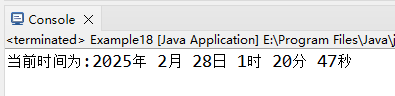 Console
<terminated> Example18 [Java Application] E:\Program Files\Java\j
当前时间为:2025年 2月 28日 1时 20分 47秒